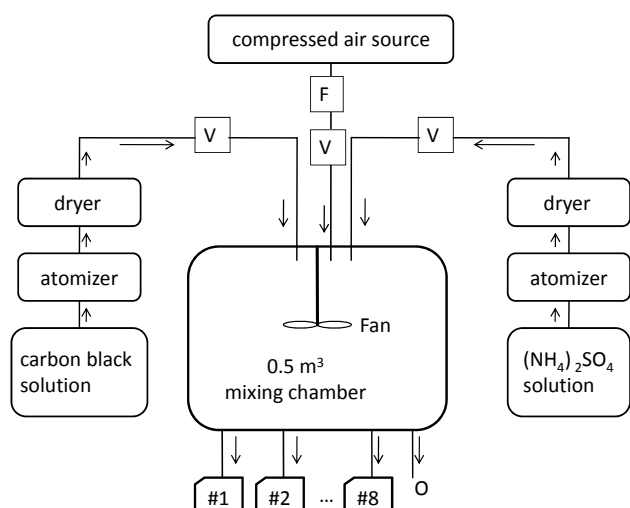 compressed air source
F
V
V
V
dryer
dryer
atomizer
atomizer
Fan
carbon black
solution
0.5 m³
mixing chamber
(NH₄)₂SO₄
solution
#1
#2
...
#8
O